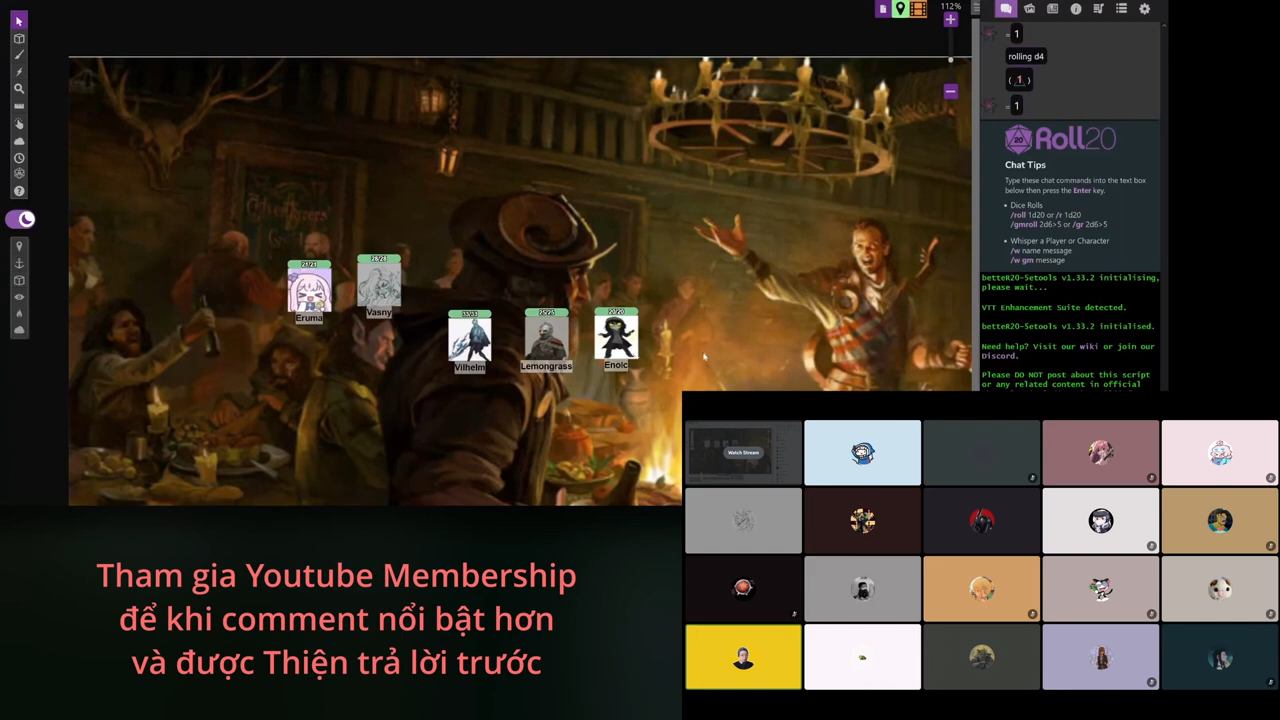 112%
= 1
rolling d4
( 1 )
= 1
Roll20
Chat Tips
Type these chat commands into the text box
below then press the Enter key.
Dice Rolls
/roll 1d20 or /r 1d20
/gmroll 2d6>5 or /gr 2d6>5
Whisper a Player or Character
/w name message
/w gm message
betteR20-5etools v1.33.2 initialising,
please wait...
VTT Enhancement Suite detected.
betteR20-5etools v1.33.2 initialised.
Need help? Visit our wiki or join our
Discord.
Please DO NOT post about this script
or any related content in official
Eruma
Vasny
Vilhelm
Lemongrass
Enoic
Watch Stream
Tham gia Youtube Membership
để khi comment nổi bật hơn
và được Thiện trả lời trước